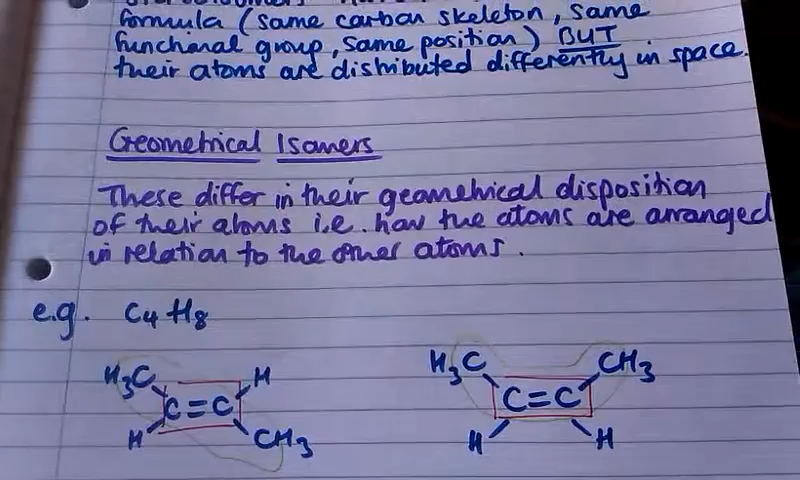 formula (same carbon skeleton, same
functional group, same position) BUT
their atoms are distributed differently in space.
Geometrical Isomers
These differ in their geometrical disposition
of their atoms i.e. how the atoms are arranged
in relation to the other atoms.
e.g. C4H8
H3C H H3C CH3
C=C C=C
H CH3 H H